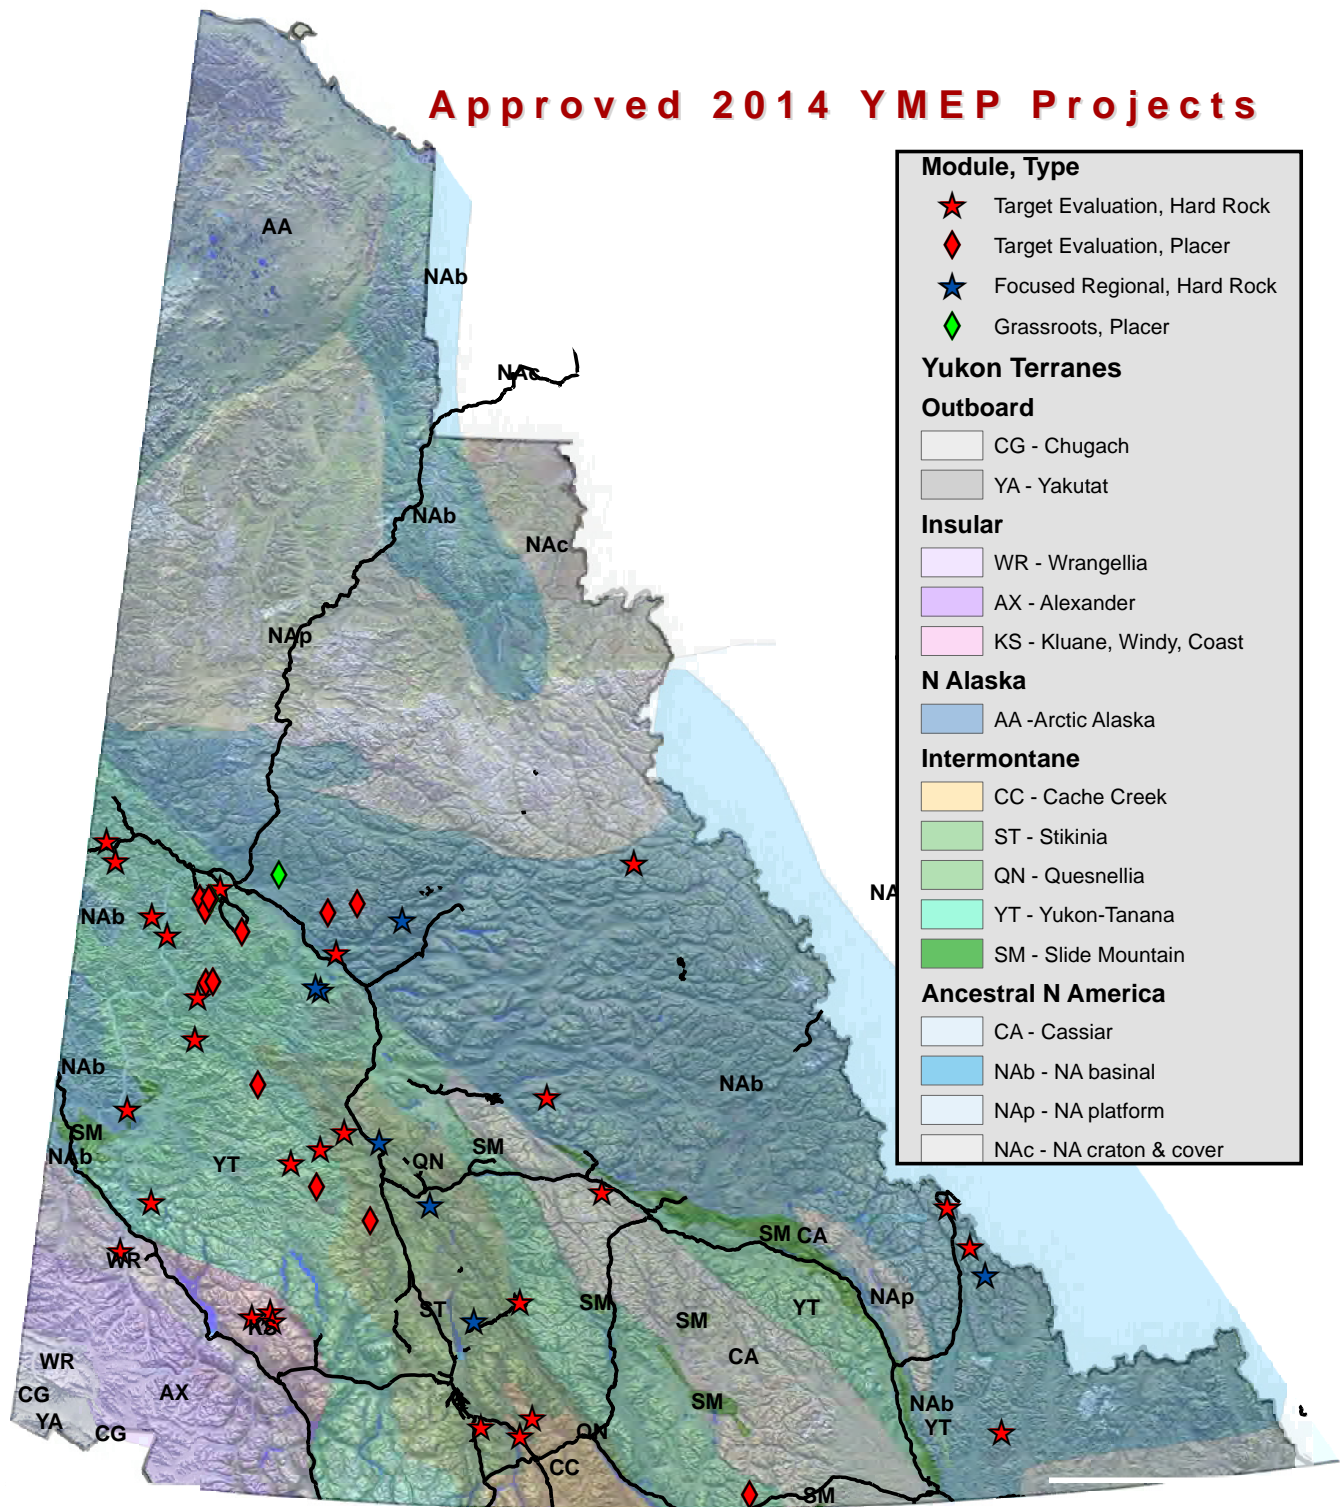 Approved 2014 YMEP Projects
Module, Type
Target Evaluation, Hard Rock
Target Evaluation, Placer
Focused Regional, Hard Rock
Grassroots, Placer
Yukon Terranes
Outboard
CG - Chugach
YA - Yakutat
Insular
WR - Wrangellia
AX - Alexander
KS - Kluane, Windy, Coast
N Alaska
AA -Arctic Alaska
Intermontane
CC - Cache Creek
ST - Stikinia
QN - Quesnellia
YT - Yukon-Tanana
SM - Slide Mountain
Ancestral N America
CA - Cassiar
NAb - NA basinal
NAp - NA platform
NAc - NA craton & cover
AA
NAb
NAc
NAb
NAc
NAp
NA
NAb
NAb
NAb
SM
NAb
YT
QN
SM
SM CA
WR
KS
ST
SM
SM
YT
NAp
CA
WR
CG
AX
YA
CG
SM
NAb
YT
QN
CC
SM